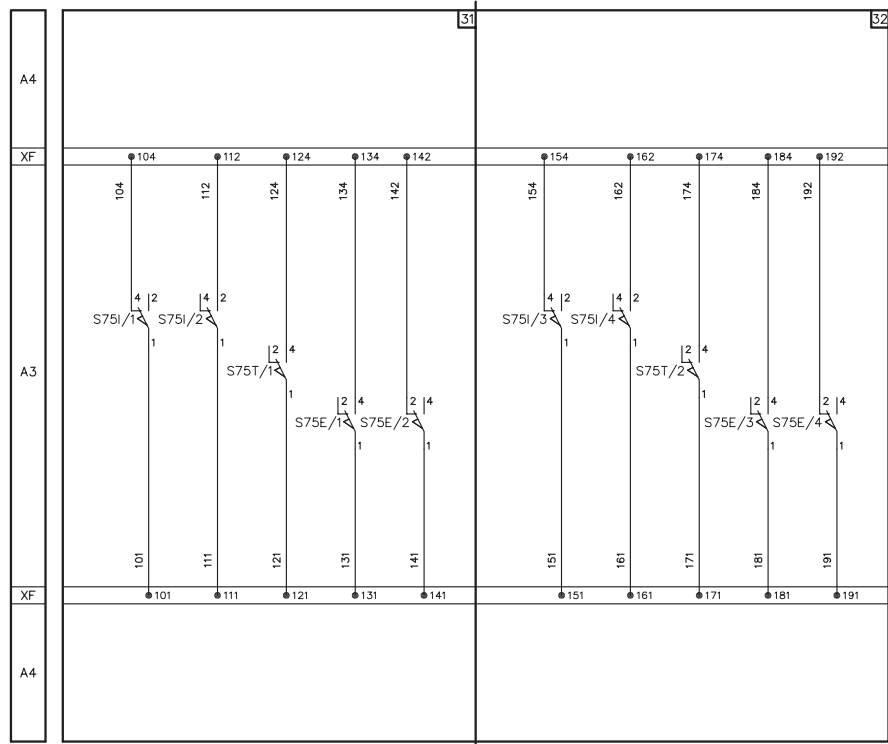 31 32
A4
XF 104 112 124 134 142 154 162 174 184 192
104 112 124 134 142 154 162 174 184 192
4 2 4 2 4 2 4 2
S75I/1 S75I/2 S75I/3 S75I/4
1 1 1 1
2 4 2 4
A3 S75T/1 S75T/2
1 1
2 4 2 4 2 4 2 4
S75E/1 S75E/2 S75E/3 S75E/4
1 1 1 1
101 111 121 131 141 151 161 171 181 191
XF 101 111 121 131 141 151 161 171 181 191
A4